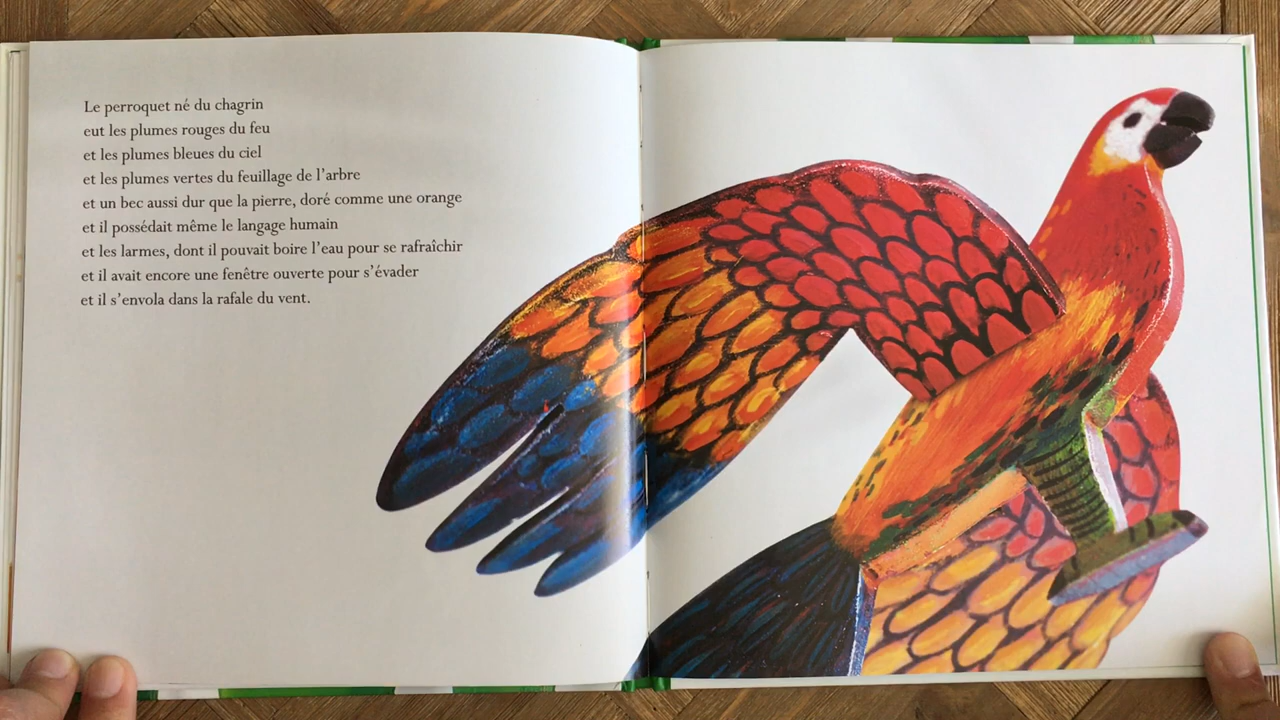 Le perroquet né du chagrin
eut les plumes rouges du feu
et les plumes bleues du ciel
et les plumes vertes du feuillage de l’arbre
et un bec aussi dur que la pierre, doré comme une orange
et il possédait même le langage humain
et les larmes, dont il pouvait boire l’eau pour se rafraîchir
et il avait encore une fenêtre ouverte pour s’évader
et il s’envola dans la rafale du vent.